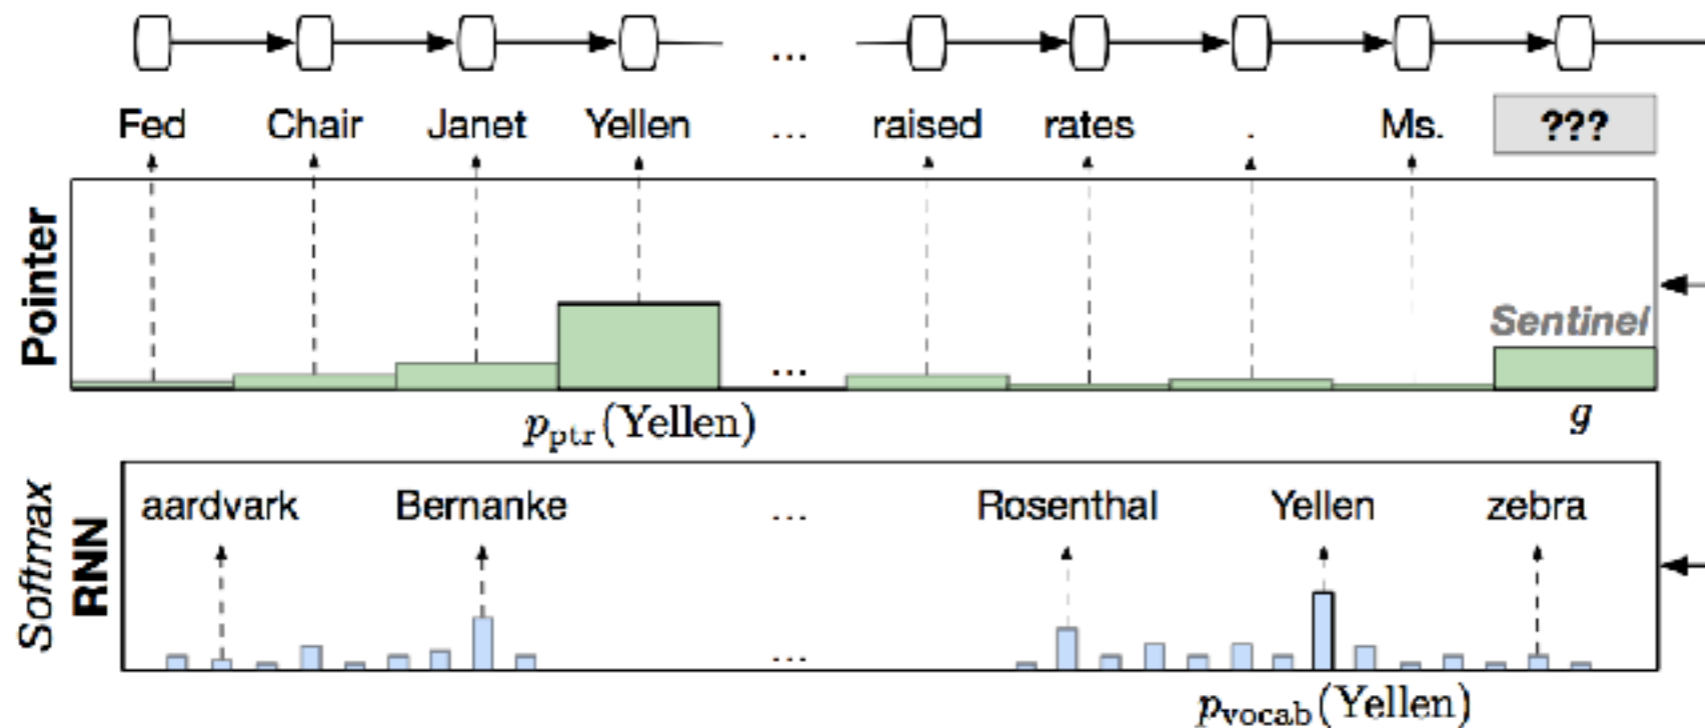 ...
Fed Chair Janet Yellen ... raised rates . Ms. ???
Pointer
Sentinel
...
p_ptr(Yellen) g
Softmax
RNN
aardvark Bernanke ... Rosenthal Yellen zebra
...
p_vocab(Yellen)